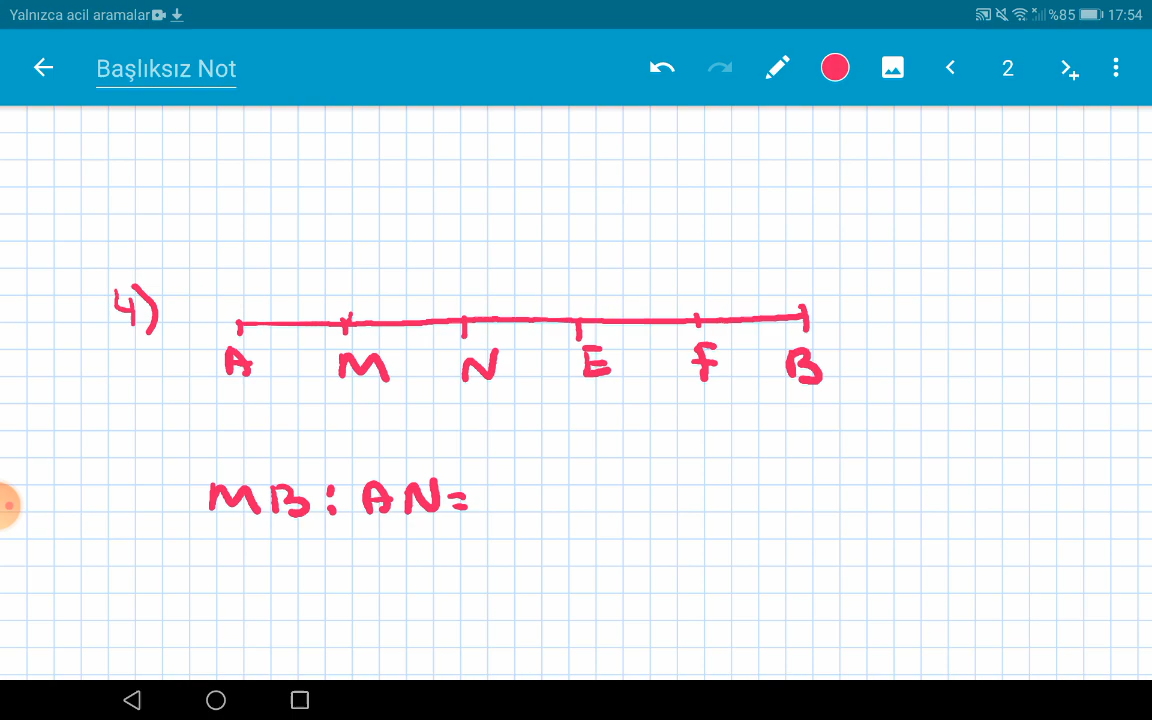 Yalnızca acil aramalar %85 17:54
Başlıksız Not 2
4)
A M N E F B
MB : AN=